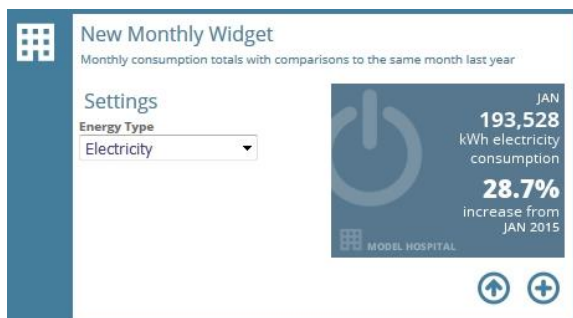 New Monthly Widget
Monthly consumption totals with comparisons to the same month last year
Settings
Energy Type
Electricity
JAN
193,528
kWh electricity
consumption
28.7%
increase from
JAN 2015
MODEL HOSPITAL